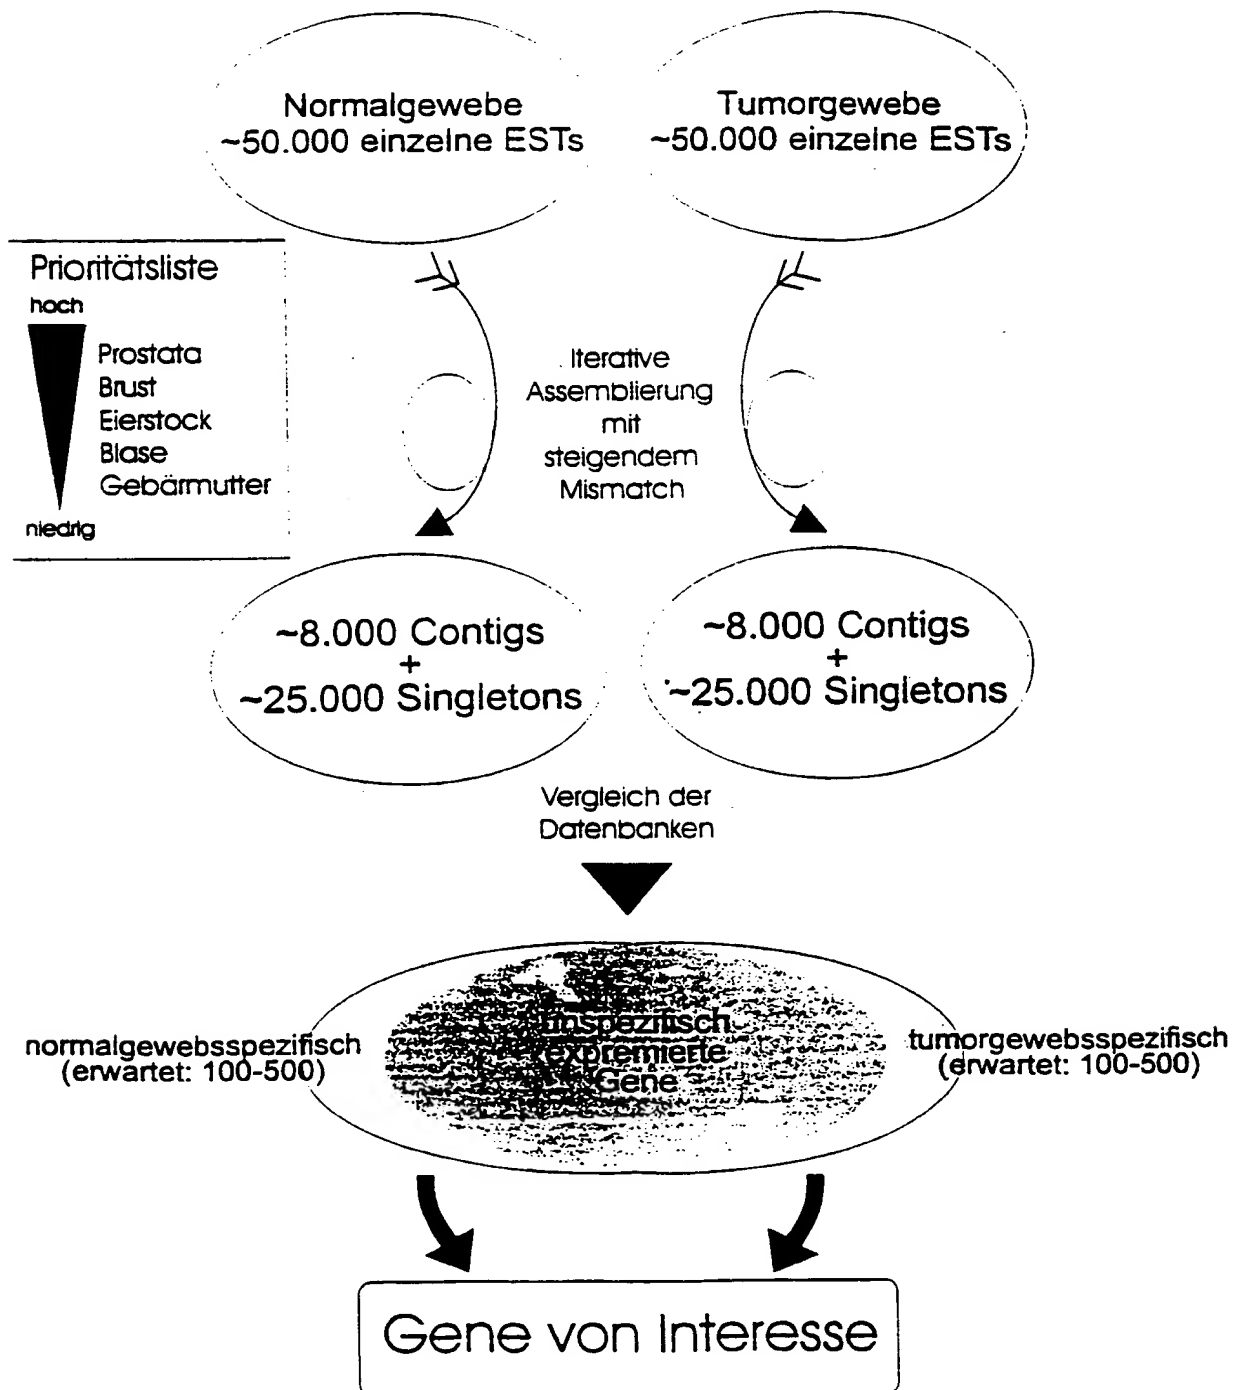 Normalgewebe
~50.000 einzelne ESTs
Tumorgewebe
~50.000 einzelne ESTs
Prioritätsliste
hoch
Prostata
Brust
Eierstock
Blase
Gebärmutter
niedrig
Iterative
Assemblierung
mit
steigendem
Mismatch
~8.000 Contigs
+
~25.000 Singletons
~8.000 Contigs
+
~25.000 Singletons
Vergleich der
Datenbanken
normalgewebsspezifisch
(erwartet: 100-500)
unspezifisch
expremierte
Gene
tumorgewebsspezifisch
(erwartet: 100-500)
Gene von Interesse